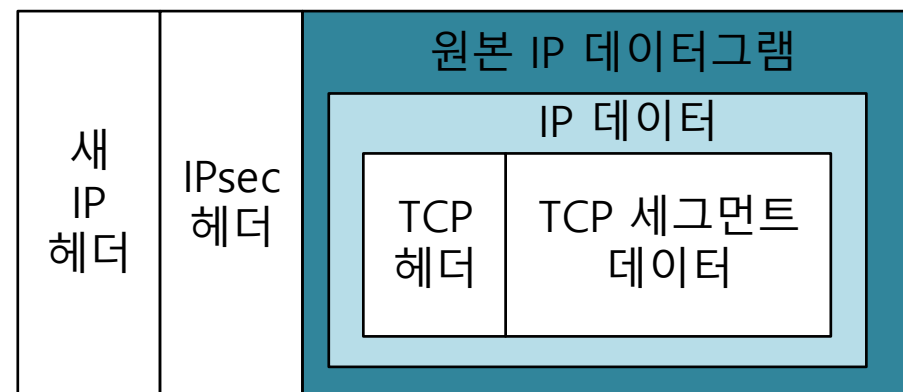 새
IP
헤더
IPsec
헤더
원본 IP 데이터그램
IP 데이터
TCP
헤더
TCP 세그먼트
데이터